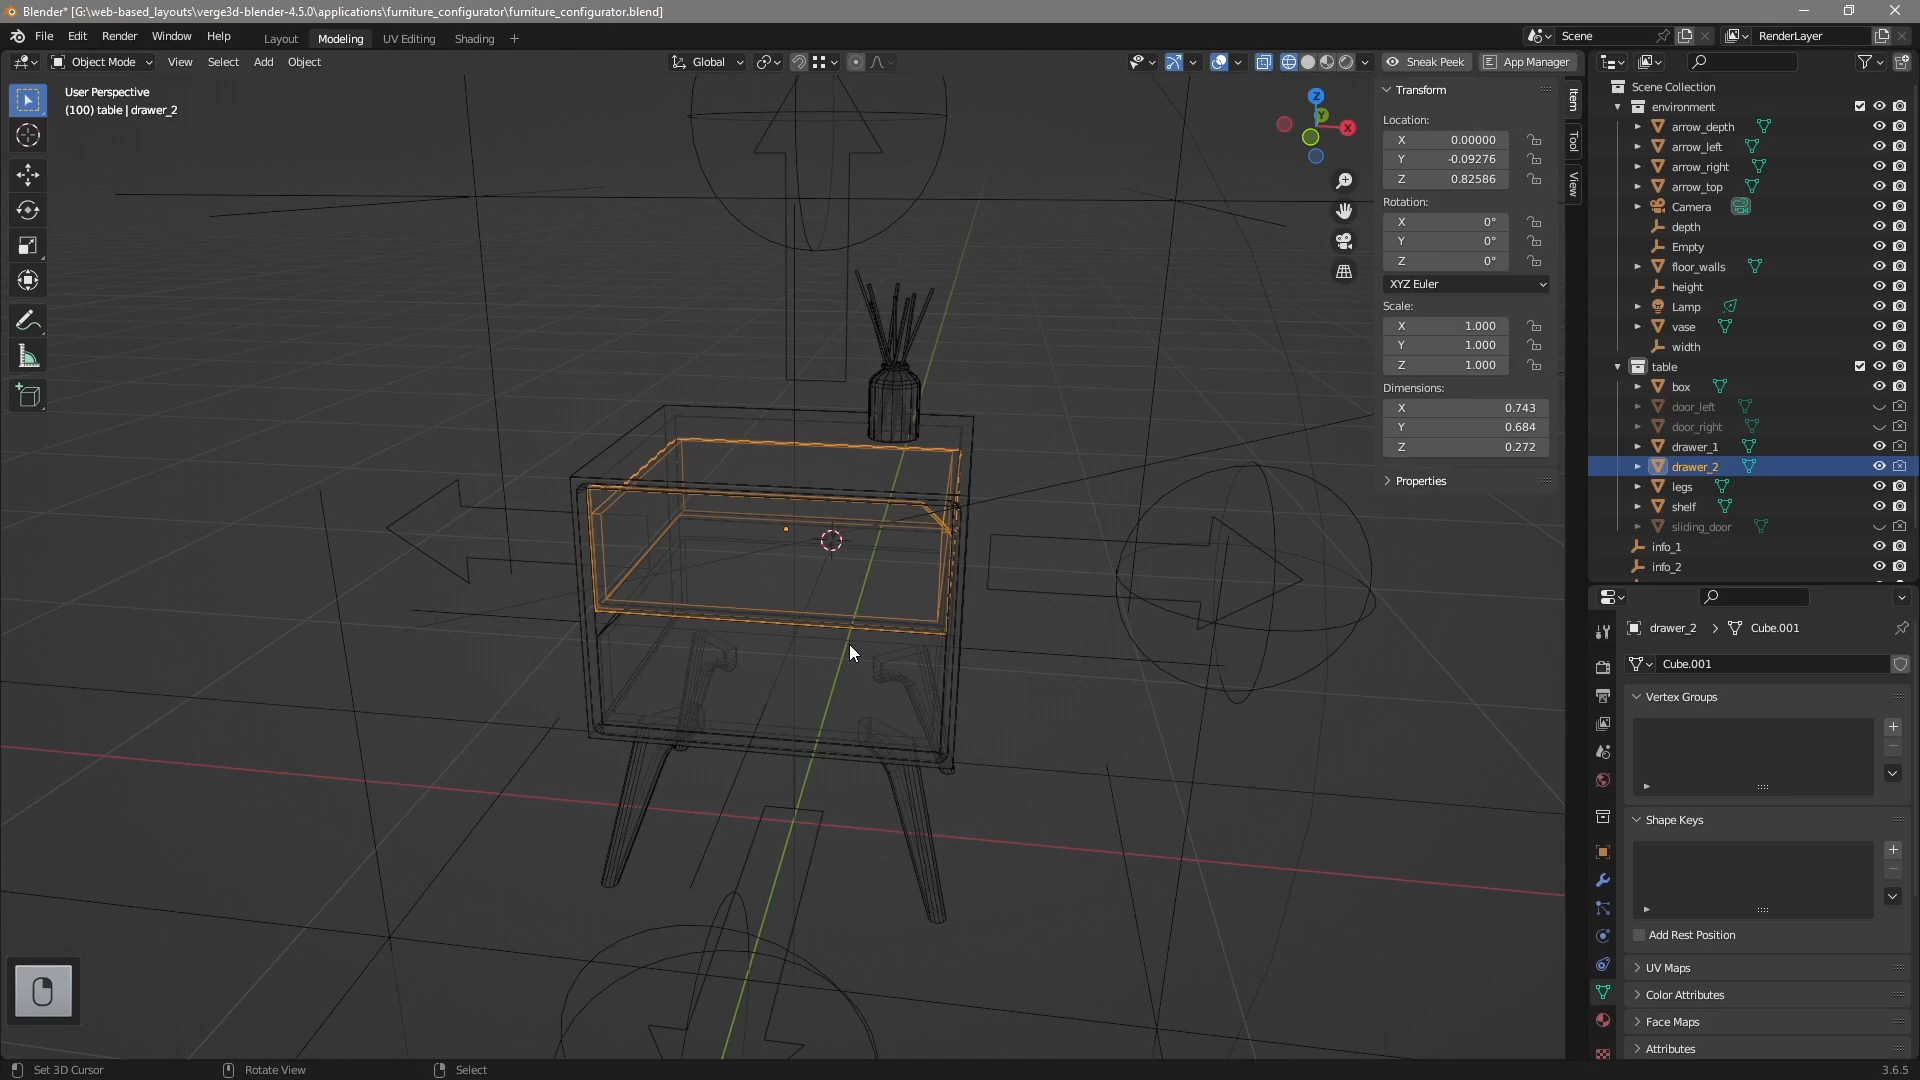 Blender* [G:\web-based_layouts\verge3d-blender-4.5.0\applications\furniture_configurator\furniture_configurator.blend]
File Edit Render Window Help Layout Modeling UV Editing Shading + Scene RenderLayer
Object Mode View Select Add Object Global Sneak Peek App Manager
User Perspective
(100) table | drawer_2
Z
Y
X
Item
Tool
View
Transform
Location:
X 0.00000
Y -0.09276
Z 0.82586
Rotation:
X 0°
Y 0°
Z 0°
XYZ Euler
Scale:
X 1.000
Y 1.000
Z 1.000
Dimensions:
X 0.743
Y 0.684
Z 0.272
Properties
Scene Collection
environment
arrow_depth
arrow_left
arrow_right
arrow_top
Camera
depth
Empty
floor_walls
height
Lamp
vase
width
table
box
door_left
door_right
drawer_1
drawer_2
legs
shelf
sliding_door
info_1
info_2
drawer_2 > Cube.001
Cube.001
Vertex Groups
Shape Keys
Add Rest Position
UV Maps
Color Attributes
Face Maps
Attributes
Set 3D Cursor Rotate View Select 3.6.5